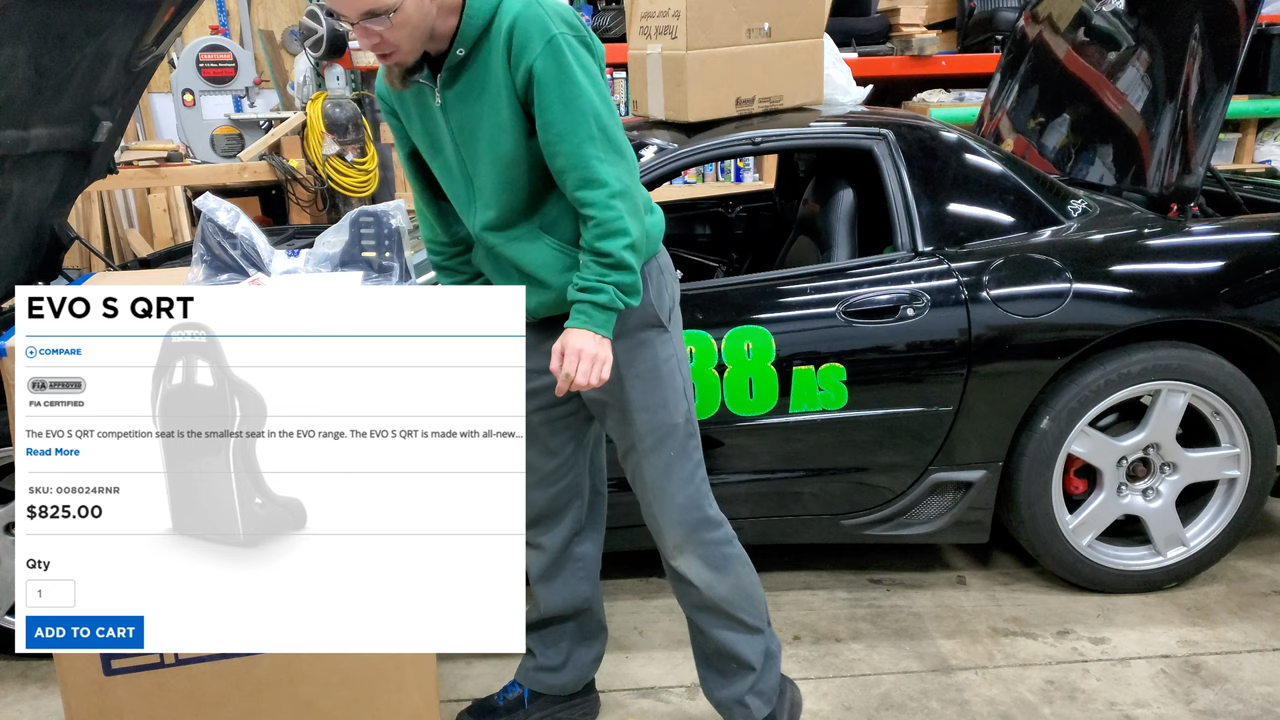 Thank You
for your order!
CRAFTSMAN
EVO S QRT
SPARCO
COMPARE
FIA APPROVED
FIA CERTIFIED
The EVO S QRT competition seat is the smallest seat in the EVO range. The EVO S QRT is made with all-new...
Read More
SKU: 008024RNR
$825.00
Qty
1
ADD TO CART
88 AS